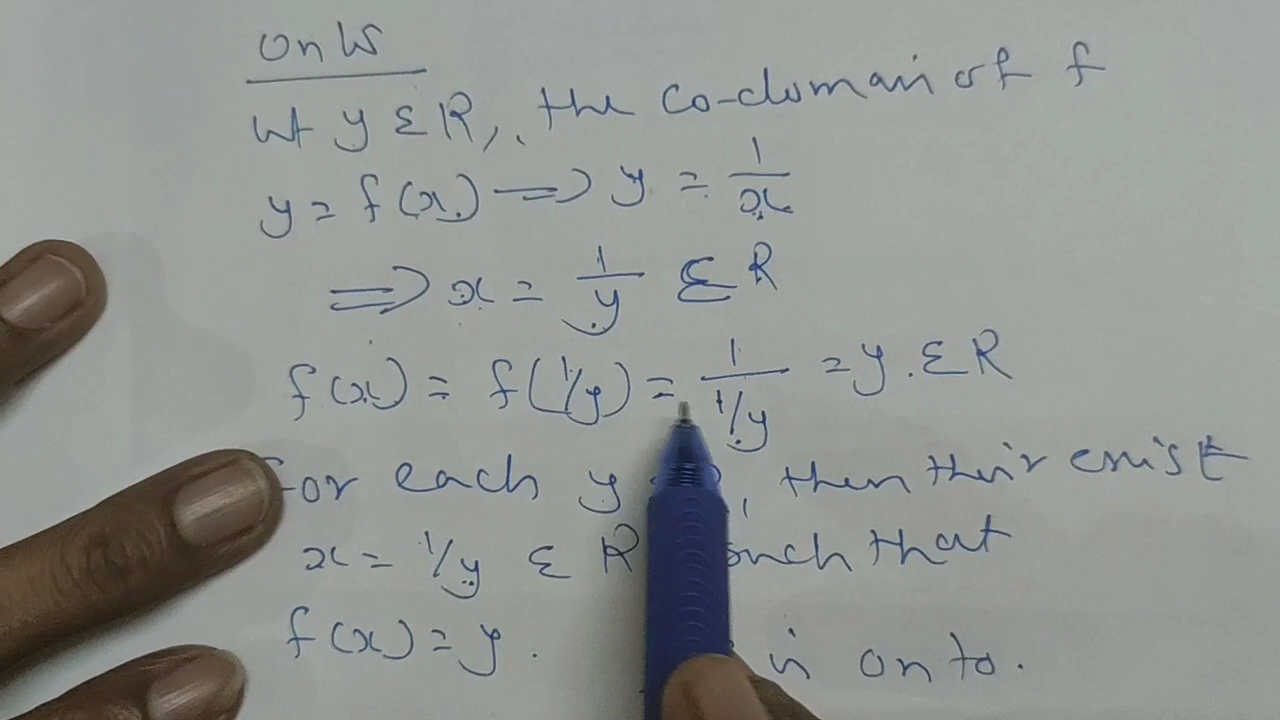 Onto
Let y ∈ R, the co-domain of f
y = f(x) ⟹ y = 1/x
⟹ x = 1/y ∈ R
f(x) = f(1/y) = 1/(1/y) = y. ∈ R
For each y , then their exist
x = 1/y ∈ R such that
f(x) = y. is onto.